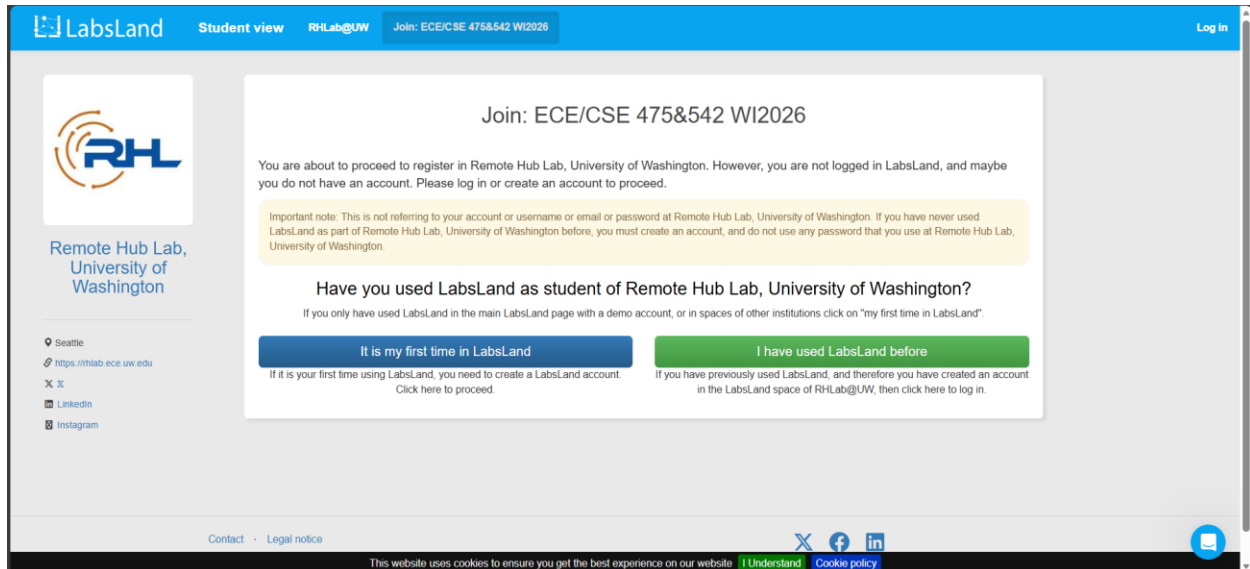 LabsLand
Student view
RHLab@UW
Join: ECE/CSE 475&542 WI2026
Log in
RHL
Remote Hub Lab,
University of
Washington
Seattle
https://rhlab.ece.uw.edu
X
LinkedIn
Instagram
Join: ECE/CSE 475&542 WI2026
You are about to proceed to register in Remote Hub Lab, University of Washington. However, you are not logged in LabsLand, and maybe
you do not have an account. Please log in or create an account to proceed.
Important note: This is not referring to your account or username or email or password at Remote Hub Lab, University of Washington. If you have never used
LabsLand as part of Remote Hub Lab, University of Washington before, you must create an account, and do not use any password that you use at Remote Hub Lab,
University of Washington.
Have you used LabsLand as student of Remote Hub Lab, University of Washington?
If you only have used LabsLand in the main LabsLand page with a demo account, or in spaces of other institutions click on "my first time in LabsLand".
It is my first time in LabsLand
If it is your first time using LabsLand, you need to create a LabsLand account.
Click here to proceed.
I have used LabsLand before
If you have previously used LabsLand, and therefore you have created an account
in the LabsLand space of RHLab@UW, then click here to log in.
Contact · Legal notice
This website uses cookies to ensure you get the best experience on our website I Understand Cookie policy